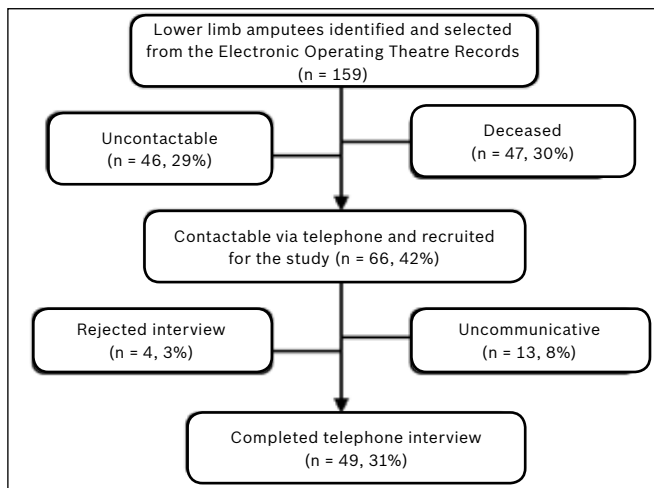 Lower limb amputees identified and selected
from the Electronic Operating Theatre Records
(n = 159)
Uncontactable
(n = 46, 29%)
Deceased
(n = 47, 30%)
Contactable via telephone and recruited
for the study (n = 66, 42%)
Rejected interview
(n = 4, 3%)
Uncommunicative
(n = 13, 8%)
Completed telephone interview
(n = 49, 31%)